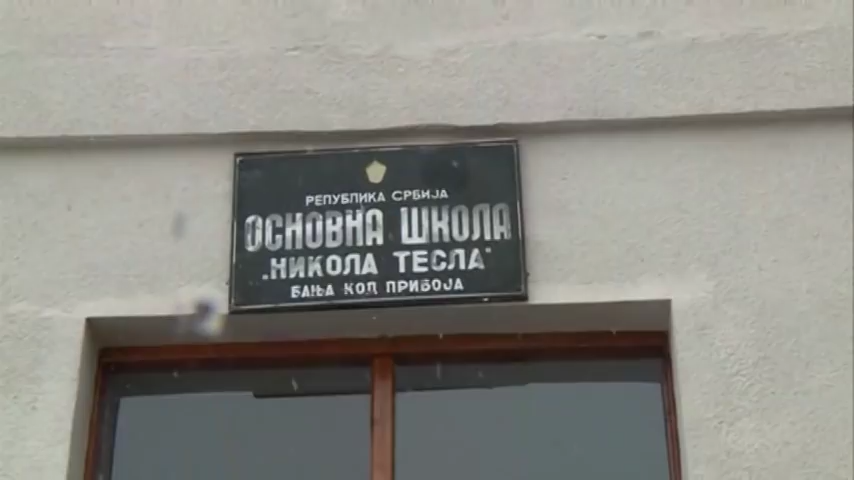 РЕПУБЛИКА СРБИЈА
ОСНОВНА ШКОЛА
„НИКОЛА ТЕСЛА"
БАЊА КОД ПРИБОЈА